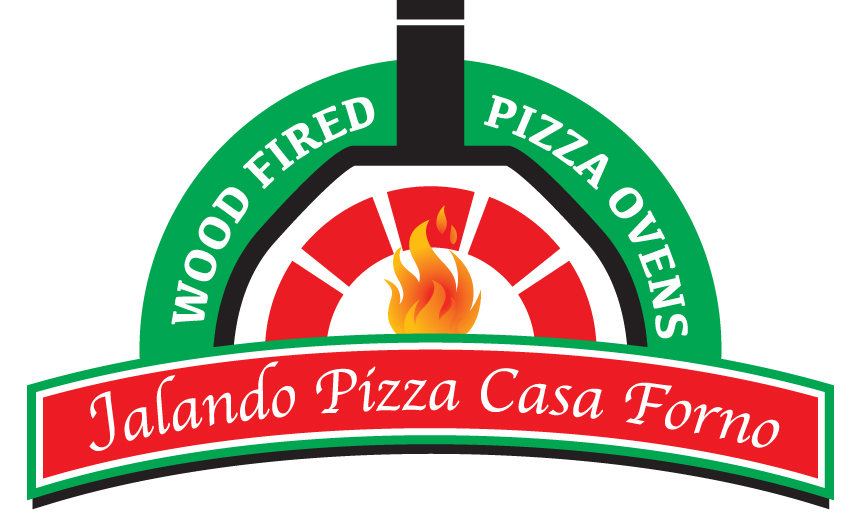 WOOD FIRED PIZZA OVENS
Jalando Pizza Casa Forno